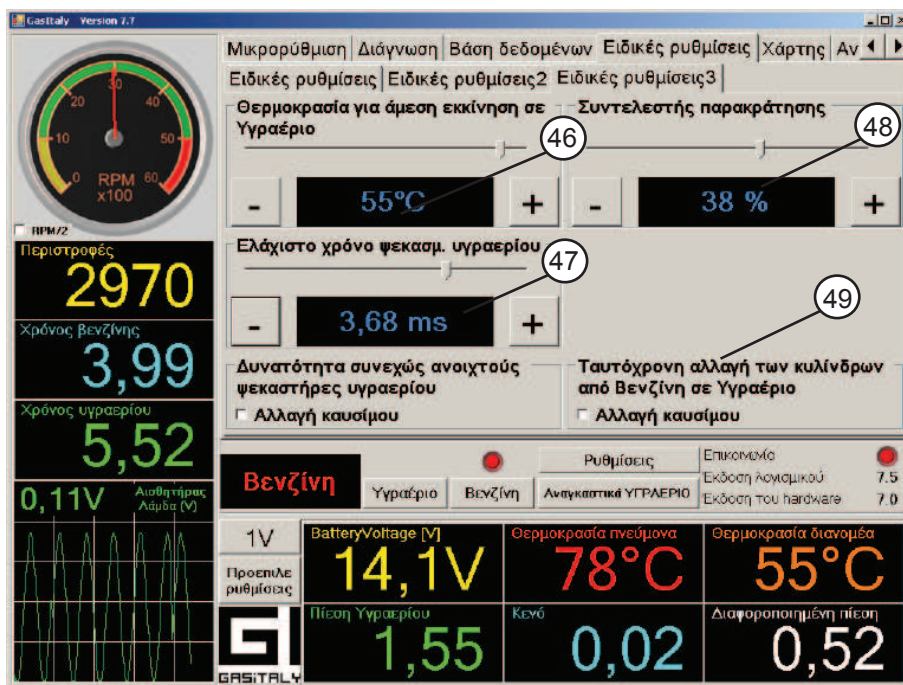 GasItaly Version 7.7
Μικρορύθμιση Διάγνωση Βάση δεδομένων Ειδικές ρυθμίσεις Χάρτης Αν
Ειδικές ρυθμίσεις Ειδικές ρυθμίσεις2 Ειδικές ρυθμίσεις3
10 20 30 40 50 60 0
RPM
x100
RPM/2
Περιστροφές
2970
Χρόνος βενζίνης
3,99
Χρόνος υγραερίου
5,52
0,11V Αισθητήρας
Λάμδα (V)
Θερμοκρασία για άμεση εκκίνηση σε
Υγραέριο
46
- 55°C +
Συντελεστής παρακράτησης
48
- 38 % +
Ελάχιστο χρόνο ψεκασμ. υγραερίου
47
- 3,68 ms +
49
Δυνατότητα συνεχώς ανοιχτούς
ψεκαστήρες υγραερίου
Αλλαγή καυσίμου
Ταυτόχρονη αλλαγή των κυλίνδρων
από Βενζίνη σε Υγραέριο
Αλλαγή καυσίμου
Βενζίνη
Υγραέριο Βενζίνη
Ρυθμίσεις
Αναγκαστικά ΥΓΡΑΕΡΙΟ
Επικοινωνία
Έκδοση λογισμικού 7.5
Έκδοση του hardware 7.0
1V
Προεπιλε
ρυθμίσεις
GASiTALY
BatteryVoltage [V]
14,1V
Θερμοκρασία πνεύμονα
78°C
Θερμοκρασία διανομέα
55°C
Πίεση Υγραερίου
1,55
Κενό
0,02
Διαφοροποιημένη πίεση
0,52